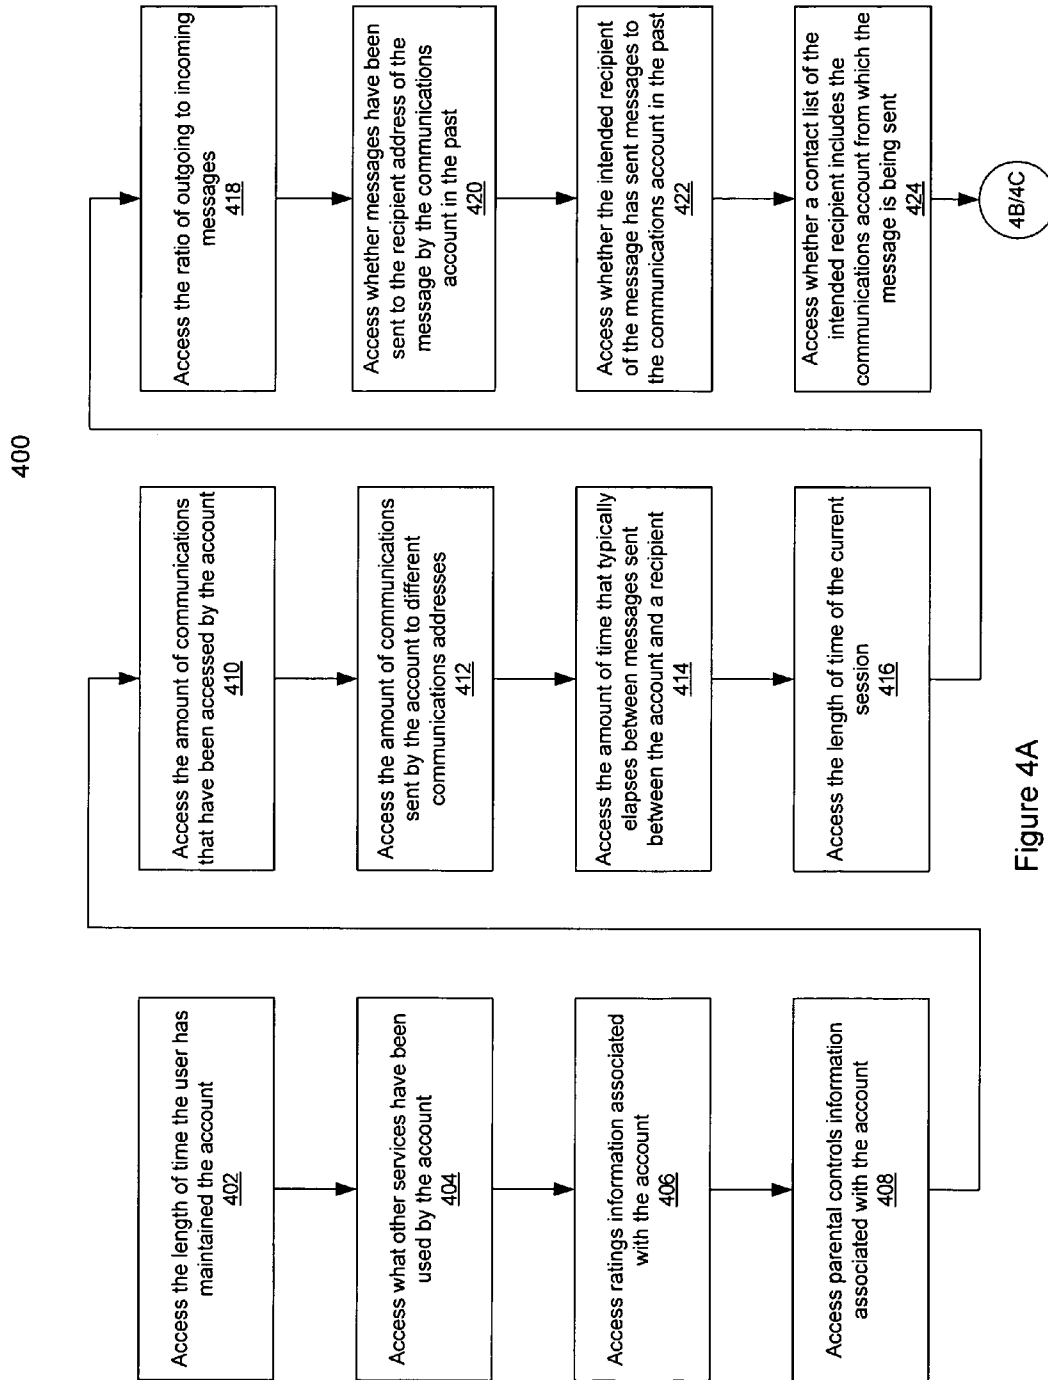 400
Access the length of time the user has
maintained the account
402
Access what other services have been
used by the account
404
Access ratings information associated
with the account
406
Access parental controls information
associated with the account
408
Access the amount of communications
that have been accessed by the account
410
Access the amount of communications
sent by the account to different
communications addresses
412
Access the amount of time that typically
elapses between messages sent
between the account and a recipient
414
Access the length of time of the current
session
416
Access the ratio of outgoing to incoming
messages
418
Access whether messages have been
sent to the recipient address of the
message by the communications
account in the past
420
Access whether the intended recipient
of the message has sent messages to
the communications account in the past
422
Access whether a contact list of the
intended recipient includes the
communications account from which the
message is being sent
424
4B/4C
Figure 4A